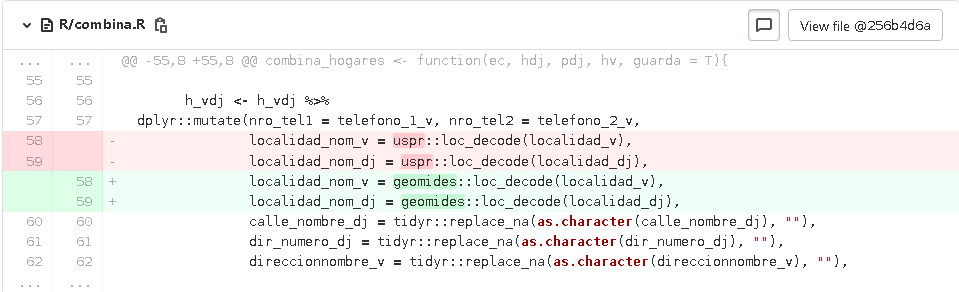 R/combina.R View file @256b4d6a
... ... @@ -55,8 +55,8 @@ combina_hogares <- function(ec, hdj, pdj, hv, guarda = T){
55 55
56 56 h_vdj <- h_vdj %>%
57 57 dplyr::mutate(nro_tel1 = telefono_1_v, nro_tel2 = telefono_2_v,
58 - localidad_nom_v = uspr::loc_decode(localidad_v),
59 - localidad_nom_dj = uspr::loc_decode(localidad_dj),
58 + localidad_nom_v = geomides::loc_decode(localidad_v),
59 + localidad_nom_dj = geomides::loc_decode(localidad_dj),
60 60 calle_nombre_dj = tidyr::replace_na(as.character(calle_nombre_dj), ""),
61 61 dir_numero_dj = tidyr::replace_na(as.character(dir_numero_dj), ""),
62 62 direccionnombre_v = tidyr::replace_na(as.character(direccionnombre_v), ""),
... ...